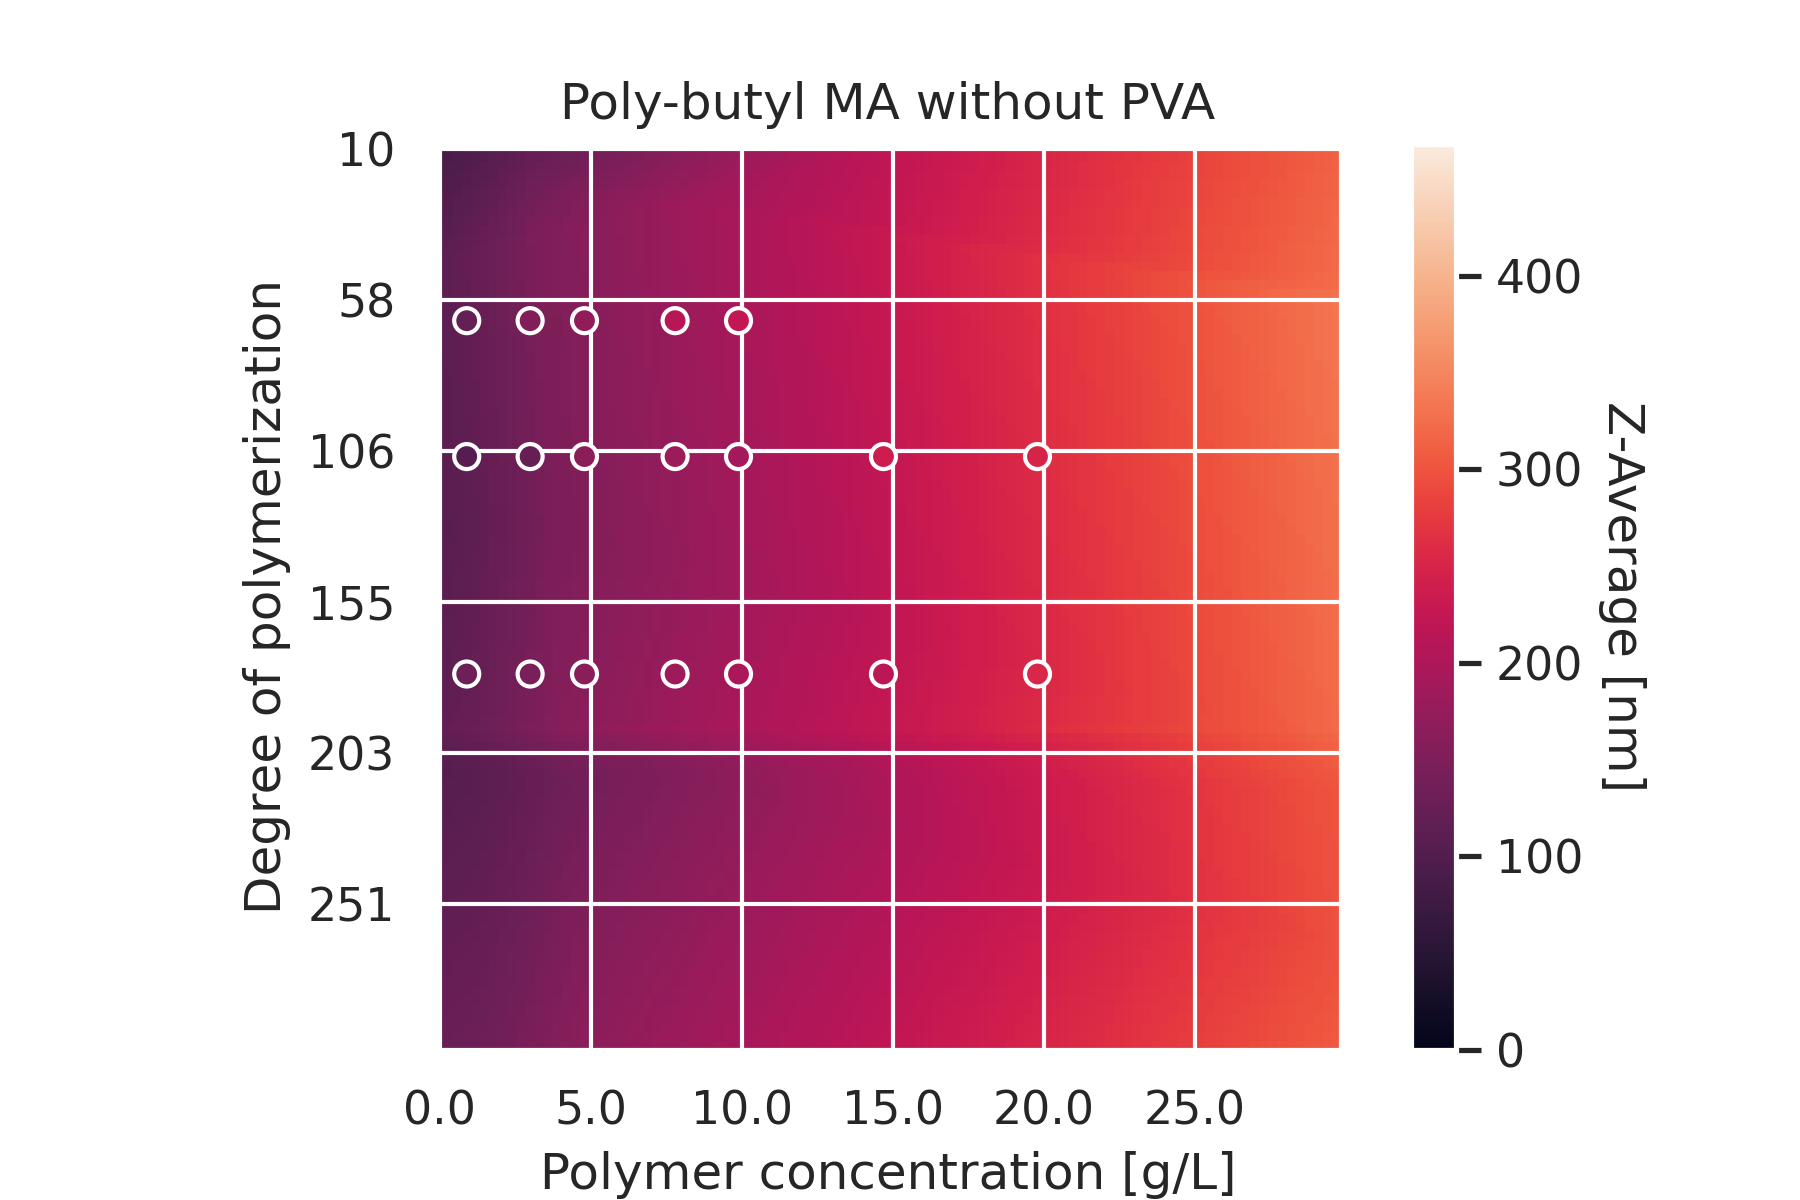 Poly-butyl MA without PVA
10
58
106
155
203
251
Degree of polymerization
0.0 5.0 10.0 15.0 20.0 25.0
Polymer concentration [g/L]
400
300
200
100
0
Z-Average [nm]